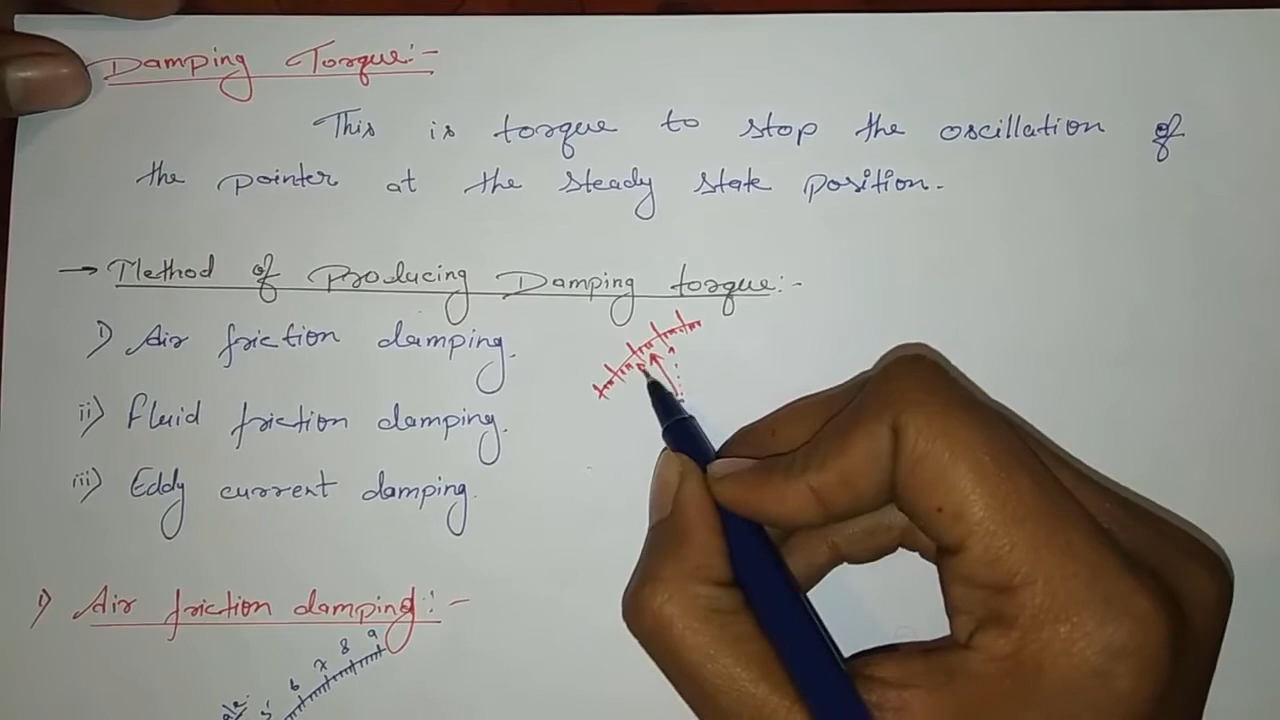 Damping Torque:-
This is torque to stop the oscillation of
the pointer at the steady state position.
→ Method of Producing Damping torque:-
i) Air friction damping.
ii) Fluid friction damping.
iii) Eddy current damping.
i) Air friction damping:-
6 7 8 9